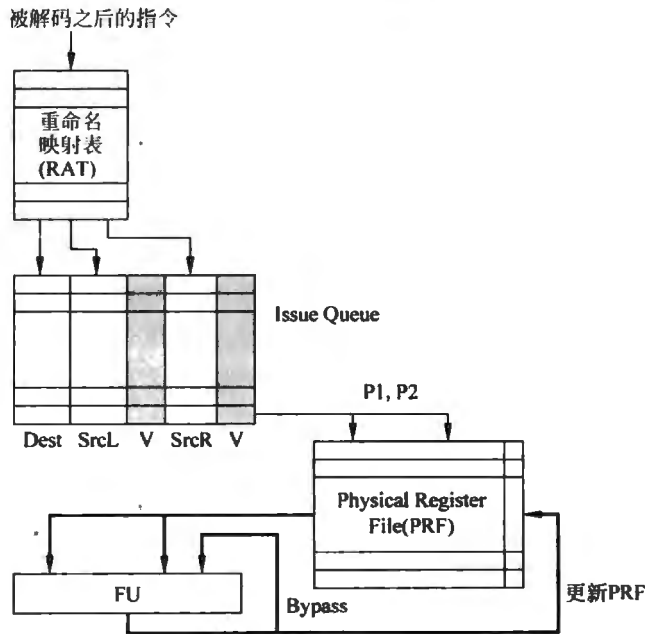 被解码之后的指令
重命名
映射表
(RAT)
Issue Queue
P1, P2
Dest SrcL V SrcR V
Physical Register
File(PRF)
FU
Bypass
更新PRF